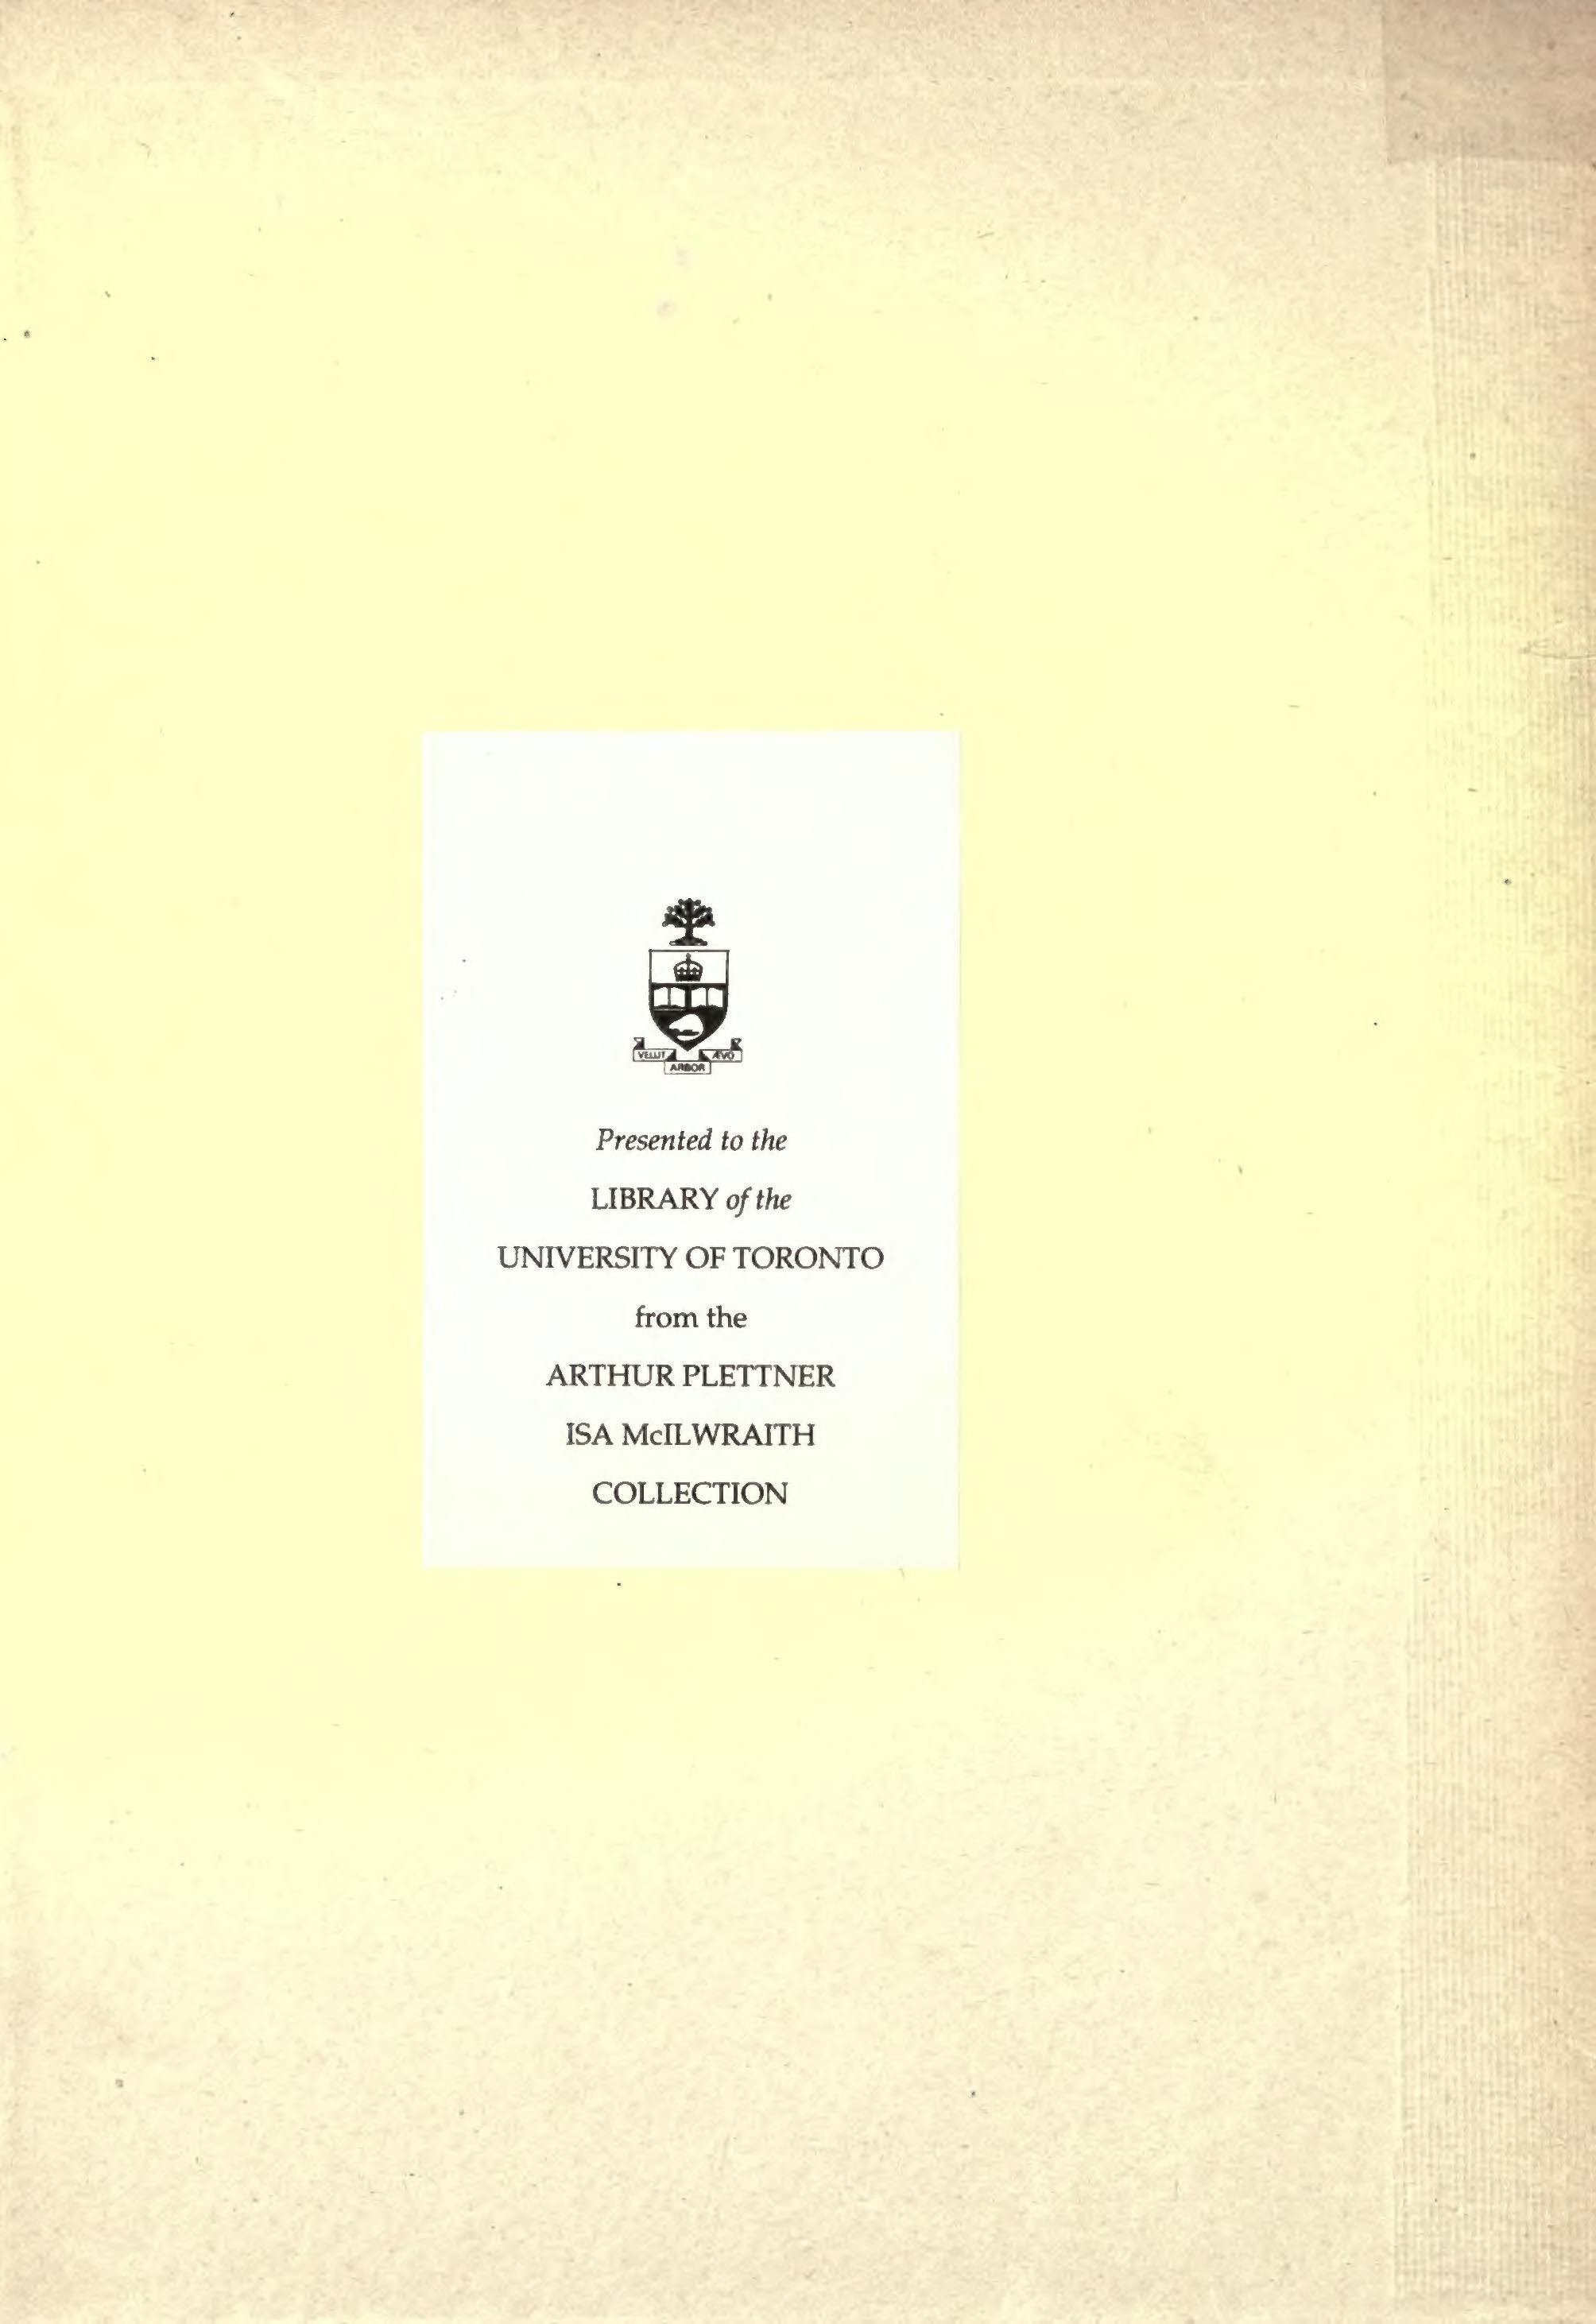 VELUT ARBOR ÆVO
Presented to the
LIBRARY of the
UNIVERSITY OF TORONTO
from the
ARTHUR PLETTNER
ISA McILWRAITH
COLLECTION